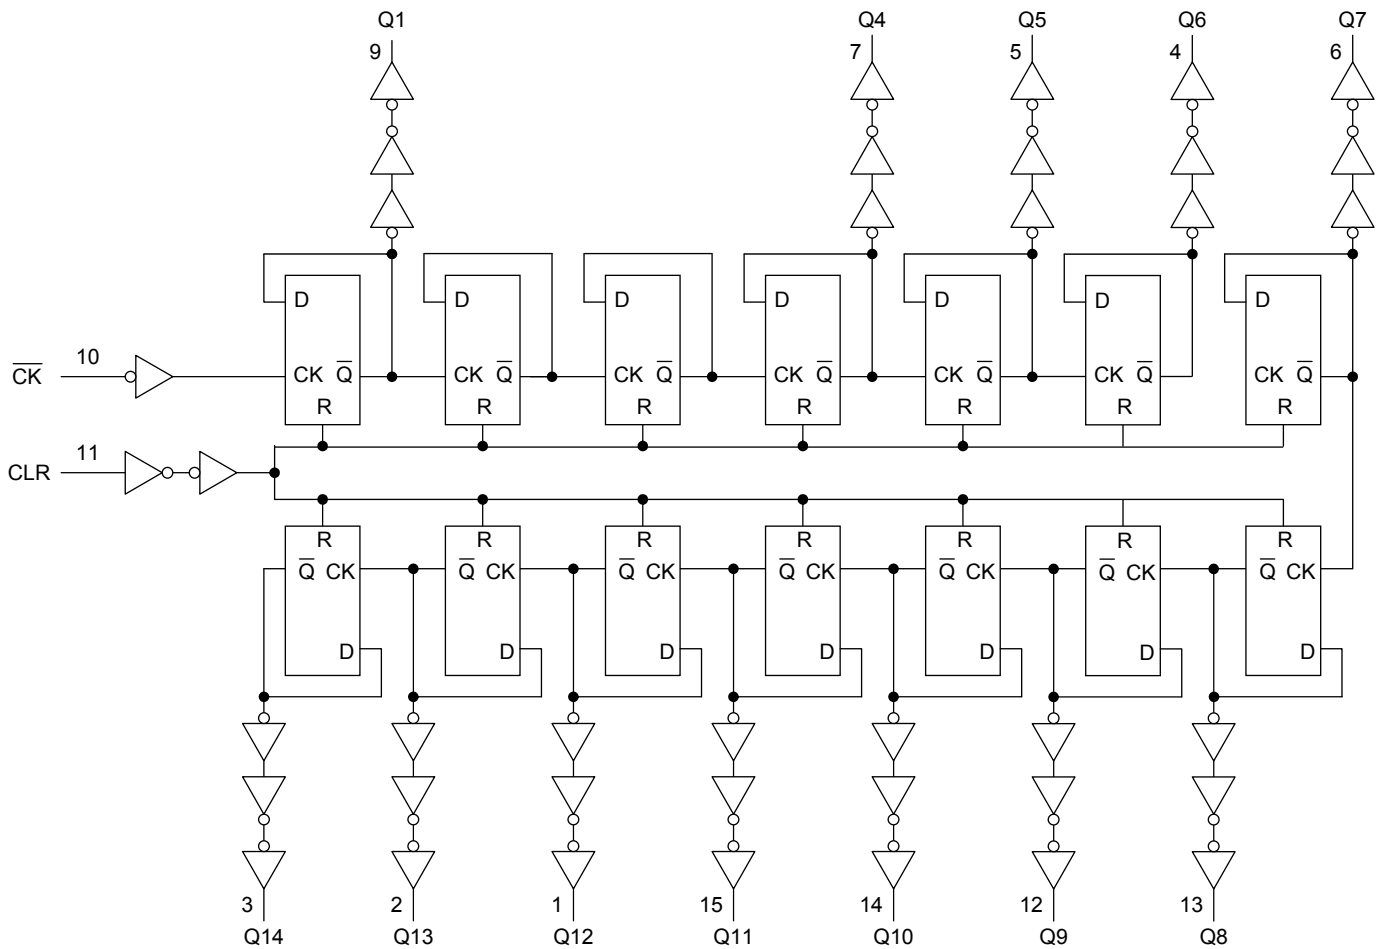 Q1 Q4 Q5 Q6 Q7
9 7 5 4 6
D D D D D D D
10
C̅K̅ CK Q̅ CK Q̅ CK Q̅ CK Q̅ CK Q̅ CK Q̅ CK Q̅
R R R R R R R
11
CLR
R R R R R R R
Q̅ CK Q̅ CK Q̅ CK Q̅ CK Q̅ CK Q̅ CK Q̅ CK
D D D D D D D
3 2 1 15 14 12 13
Q14 Q13 Q12 Q11 Q10 Q9 Q8